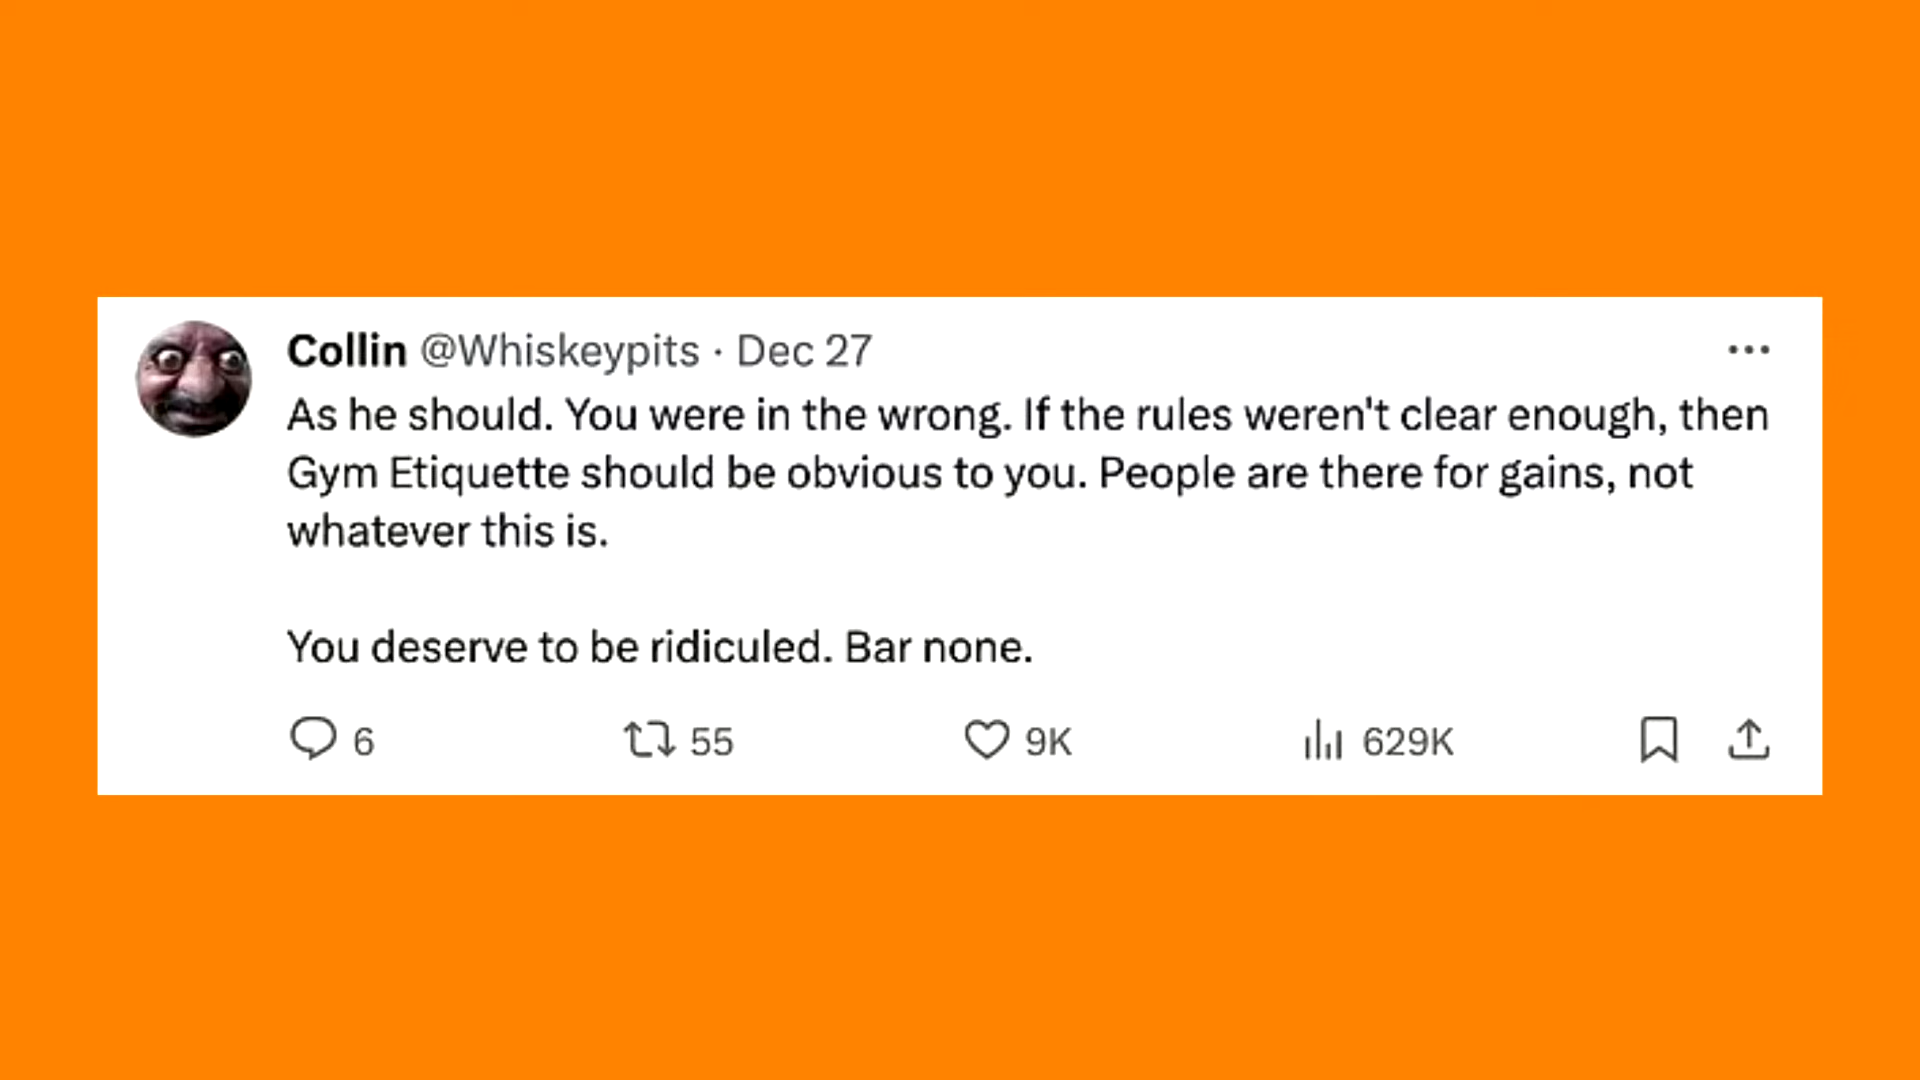 Collin @Whiskeypits · Dec 27
As he should. You were in the wrong. If the rules weren't clear enough, then
Gym Etiquette should be obvious to you. People are there for gains, not
whatever this is.
You deserve to be ridiculed. Bar none.
6 55 9K 629K